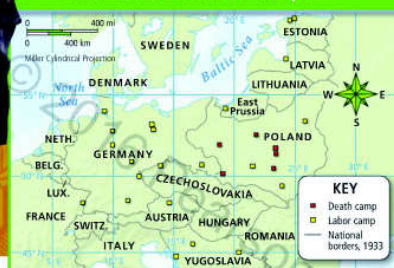 0 400 mi
0 400 km
Miller Cylindrical Projection
20°E
ESTONIA
SWEDEN
Baltic Sea
LATVIA
DENMARK
LITHUANIA
55°N
North
Sea
East
Prussia
N
W E
S
NETH.
POLAND
GERMANY
BELG.
LUX.
CZECHOSLOVAKIA
FRANCE
SWITZ.
AUSTRIA
HUNGARY
ROMANIA
ITALY
YUGOSLAVIA
KEY
Death camp
Labor camp
National
borders, 1933